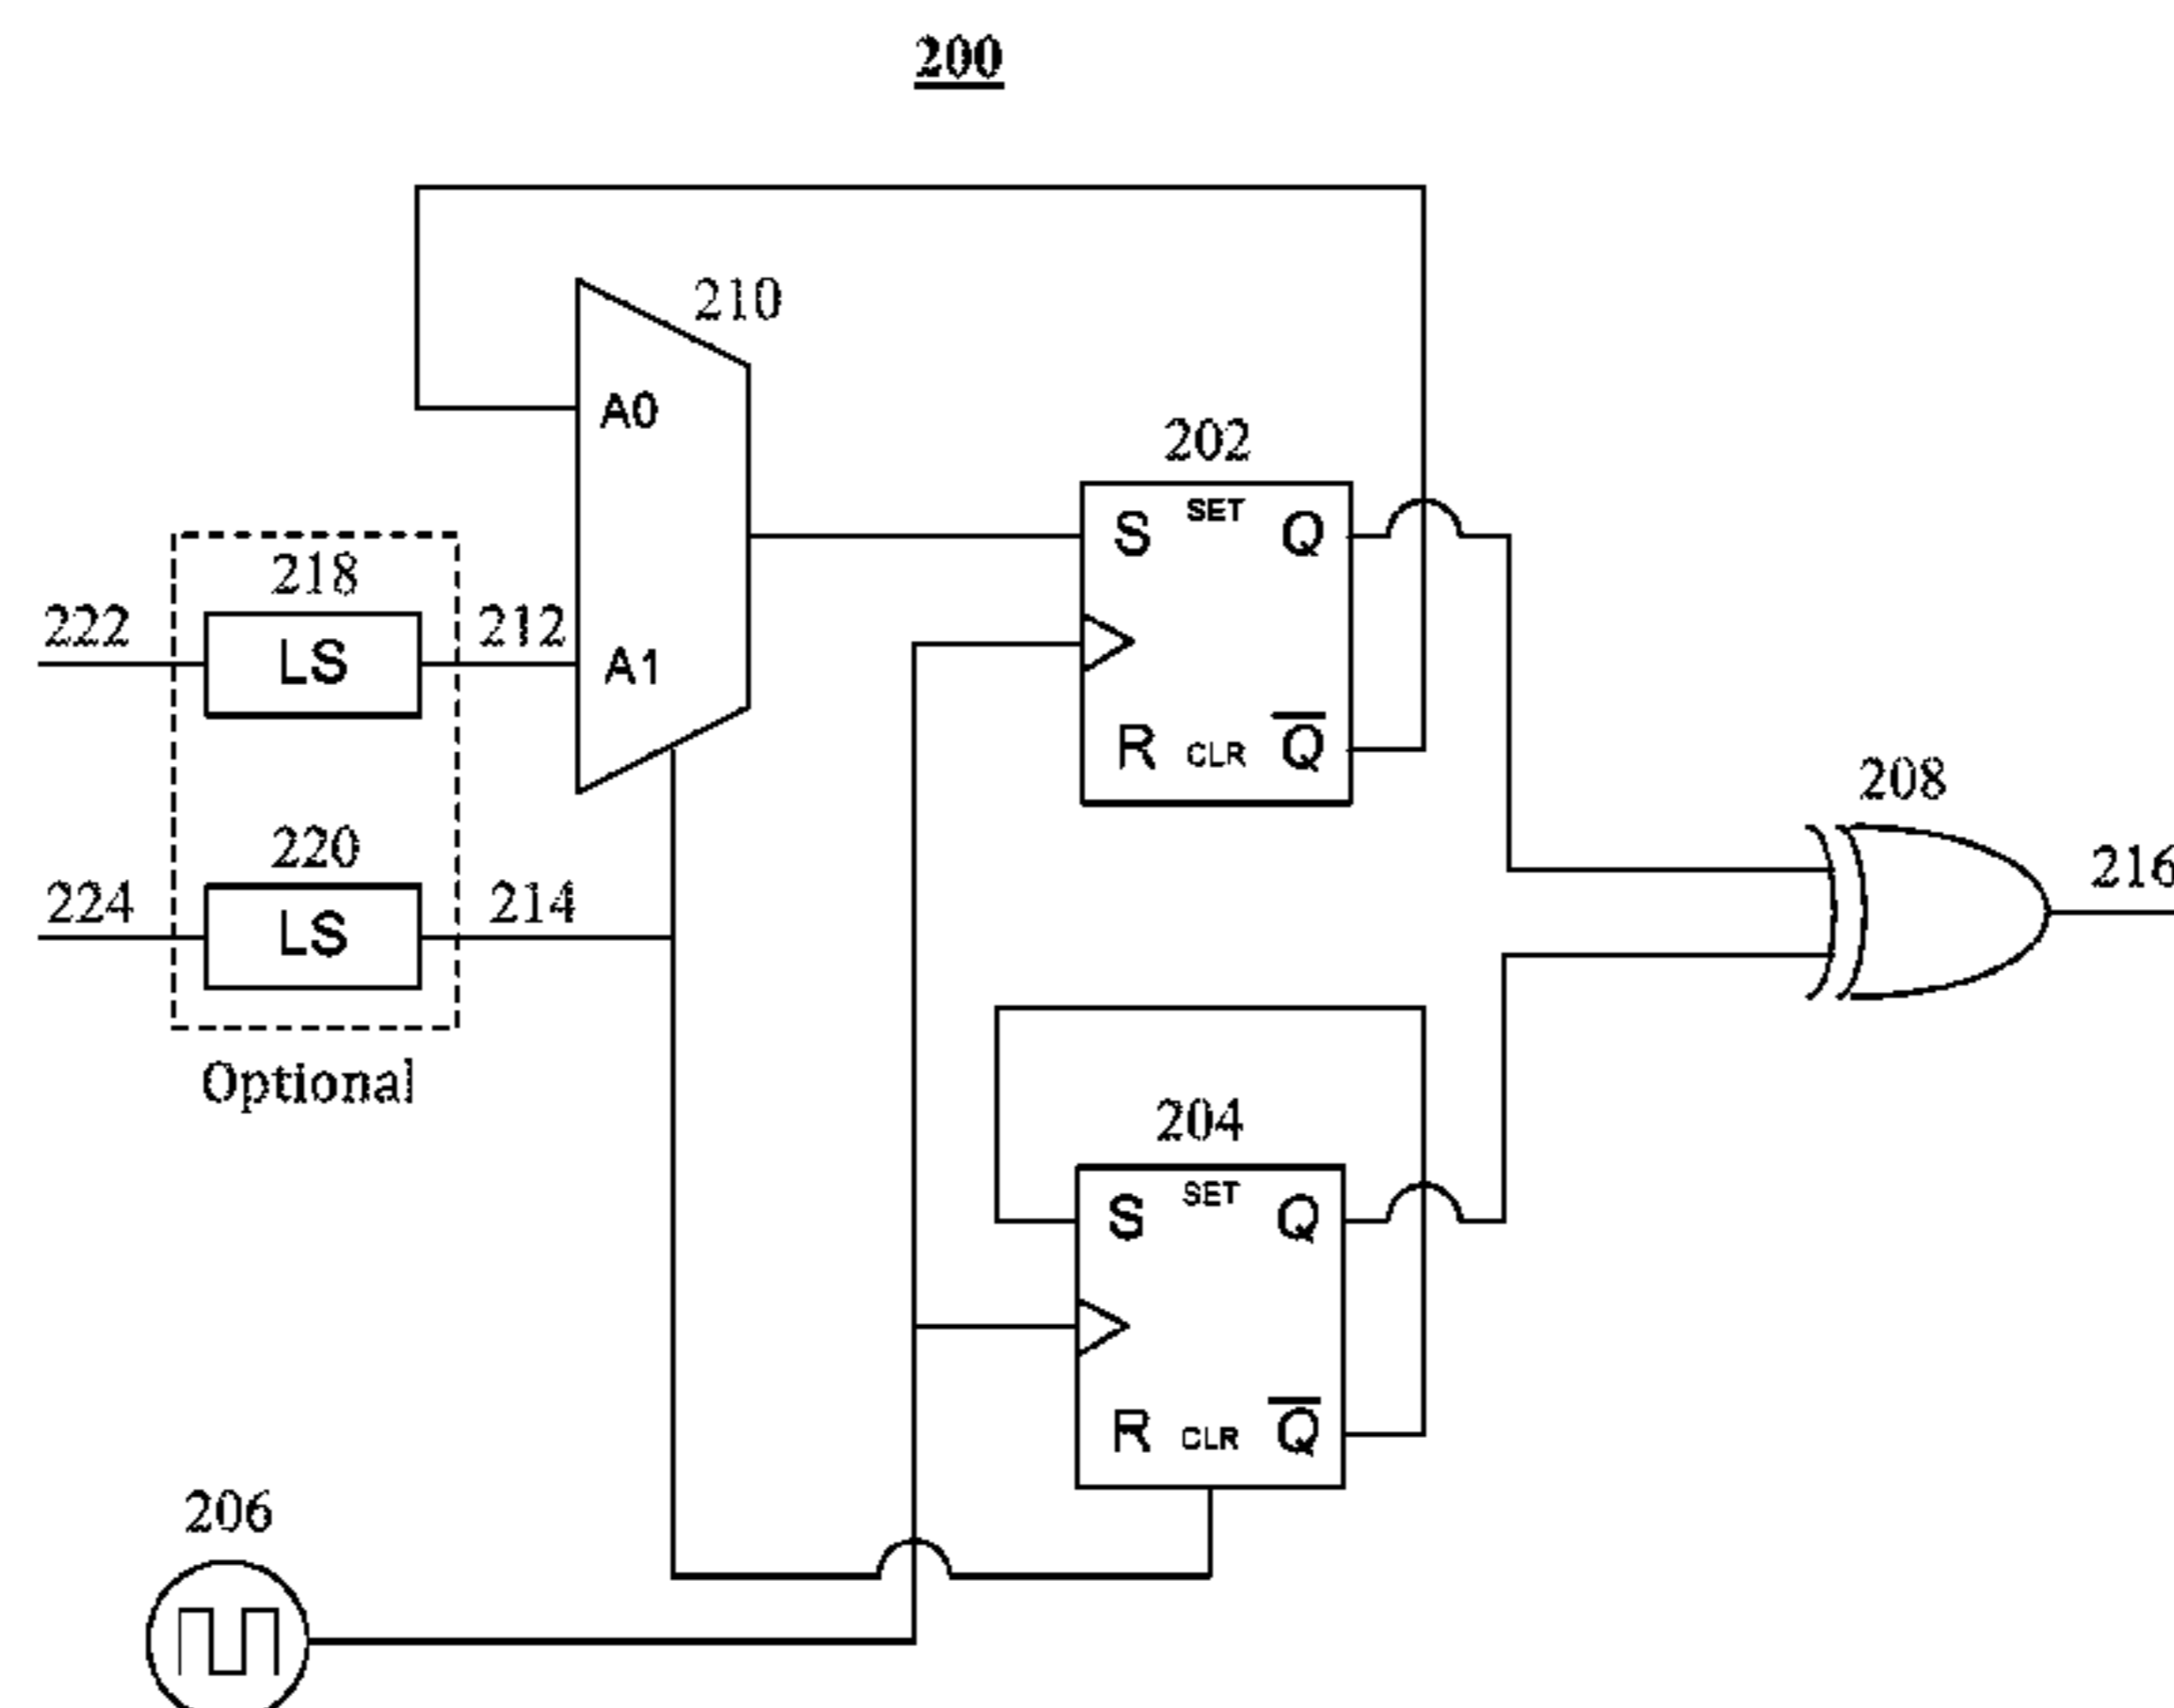 200
210
A0
202
S SET Q
218
222 LS 212 A1
R CLR Q
208
220
216
224 LS 214
Optional
204
S SET Q
R CLR Q
206